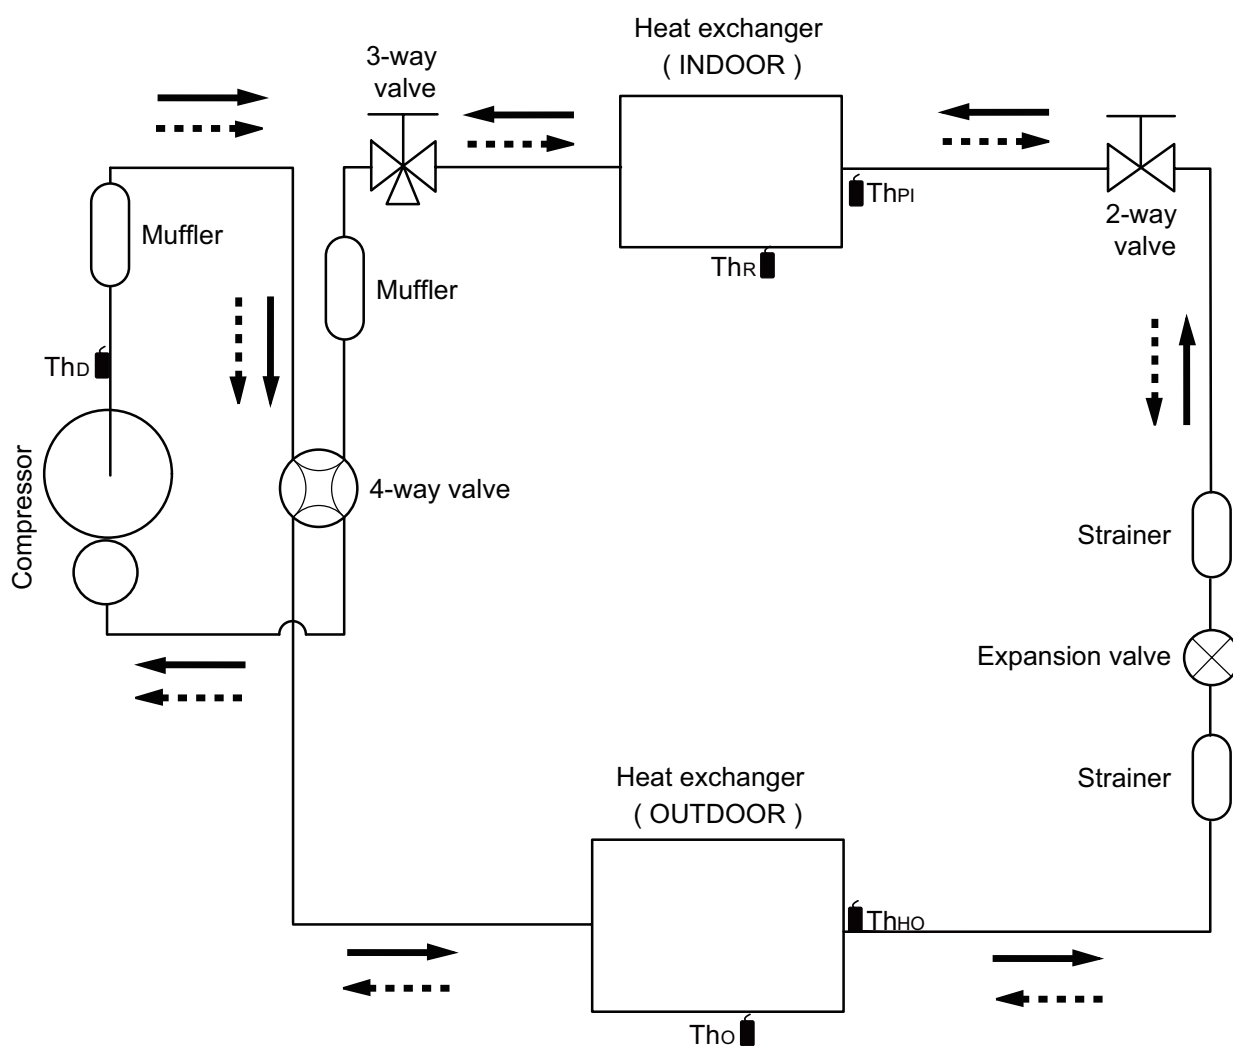 Heat exchanger
( INDOOR )
3-way
valve
ThPI
2-way
valve
Muffler
ThR
Muffler
ThD
Compressor
4-way valve
Strainer
Expansion valve
Strainer
Heat exchanger
( OUTDOOR )
ThHO
ThO